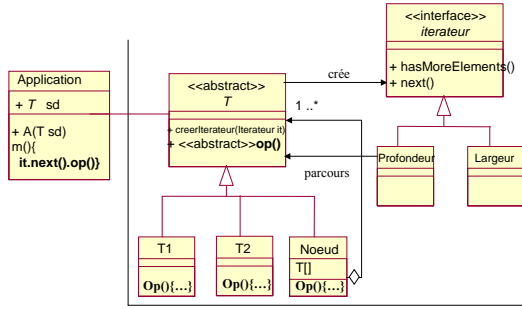 <<interface>>
iterateur
+ hasMoreElements()
+ next()
Application
+ T sd
+ A(T sd)
m(){
it.next().op()}
<<abstract>>
T
+ creerIterateur(Iterateur it)
+ <<abstract>>op()
crée
1 ..*
parcours
Profondeur
Largeur
T1
Op(){...}
T2
Op(){...}
Noeud
T[]
Op(){...}